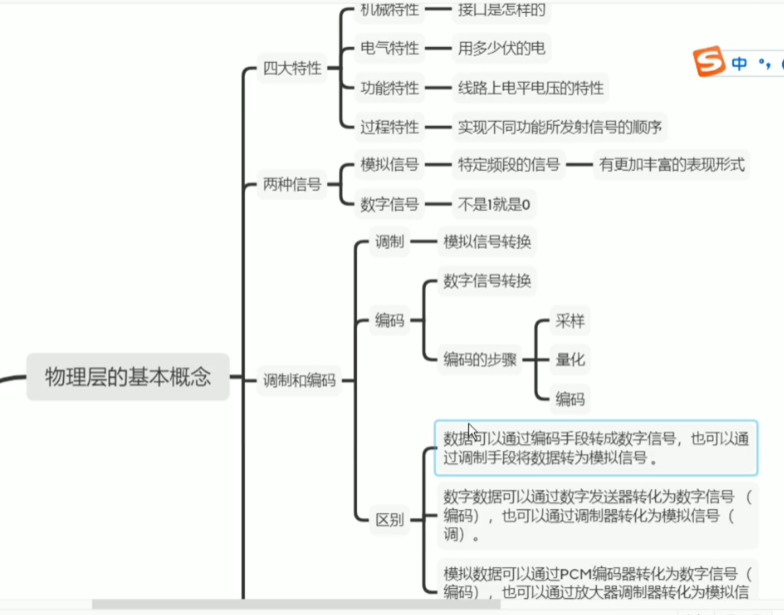 机械特性
接口是怎样的
电气特性
用多少伏的电
四大特性
功能特性
线路上电平电压的特性
过程特性
实现不同功能所发射信号的顺序
两种信号
模拟信号
特定频段的信号
有更加丰富的表现形式
数字信号
不是1就是0
调制
模拟信号转换
编码
数字信号转换
编码的步骤
采样
量化
编码
物理层的基本概念
调制和编码
区别
数据可以通过编码手段转成数字信号，也可以通
过调制手段将数据转为模拟信号 。
数字数据可以通过数字发送器转化为数字信号 （
编码），也可以通过调制器转化为模拟信号（
调）。
模拟数据可以通过PCM编码器转化为数字信号（
编码），也可以通过放大器调制器转化为模拟信
S 中 °，